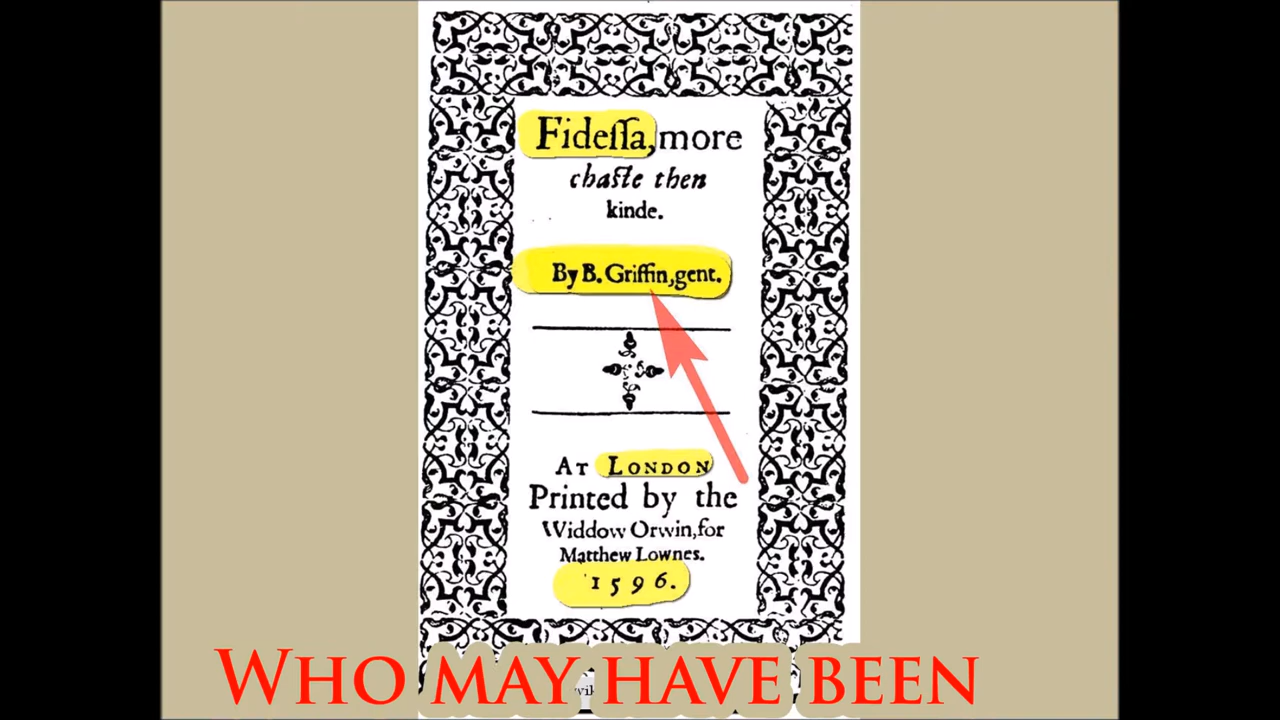 Fideſſa, more
chaſte then
kinde.
By B. Griffin, gent.
AT LONDON
Printed by the
Widdow Orwin, for
Matthew Lownes.
1596.
WHO MAY HAVE BEEN